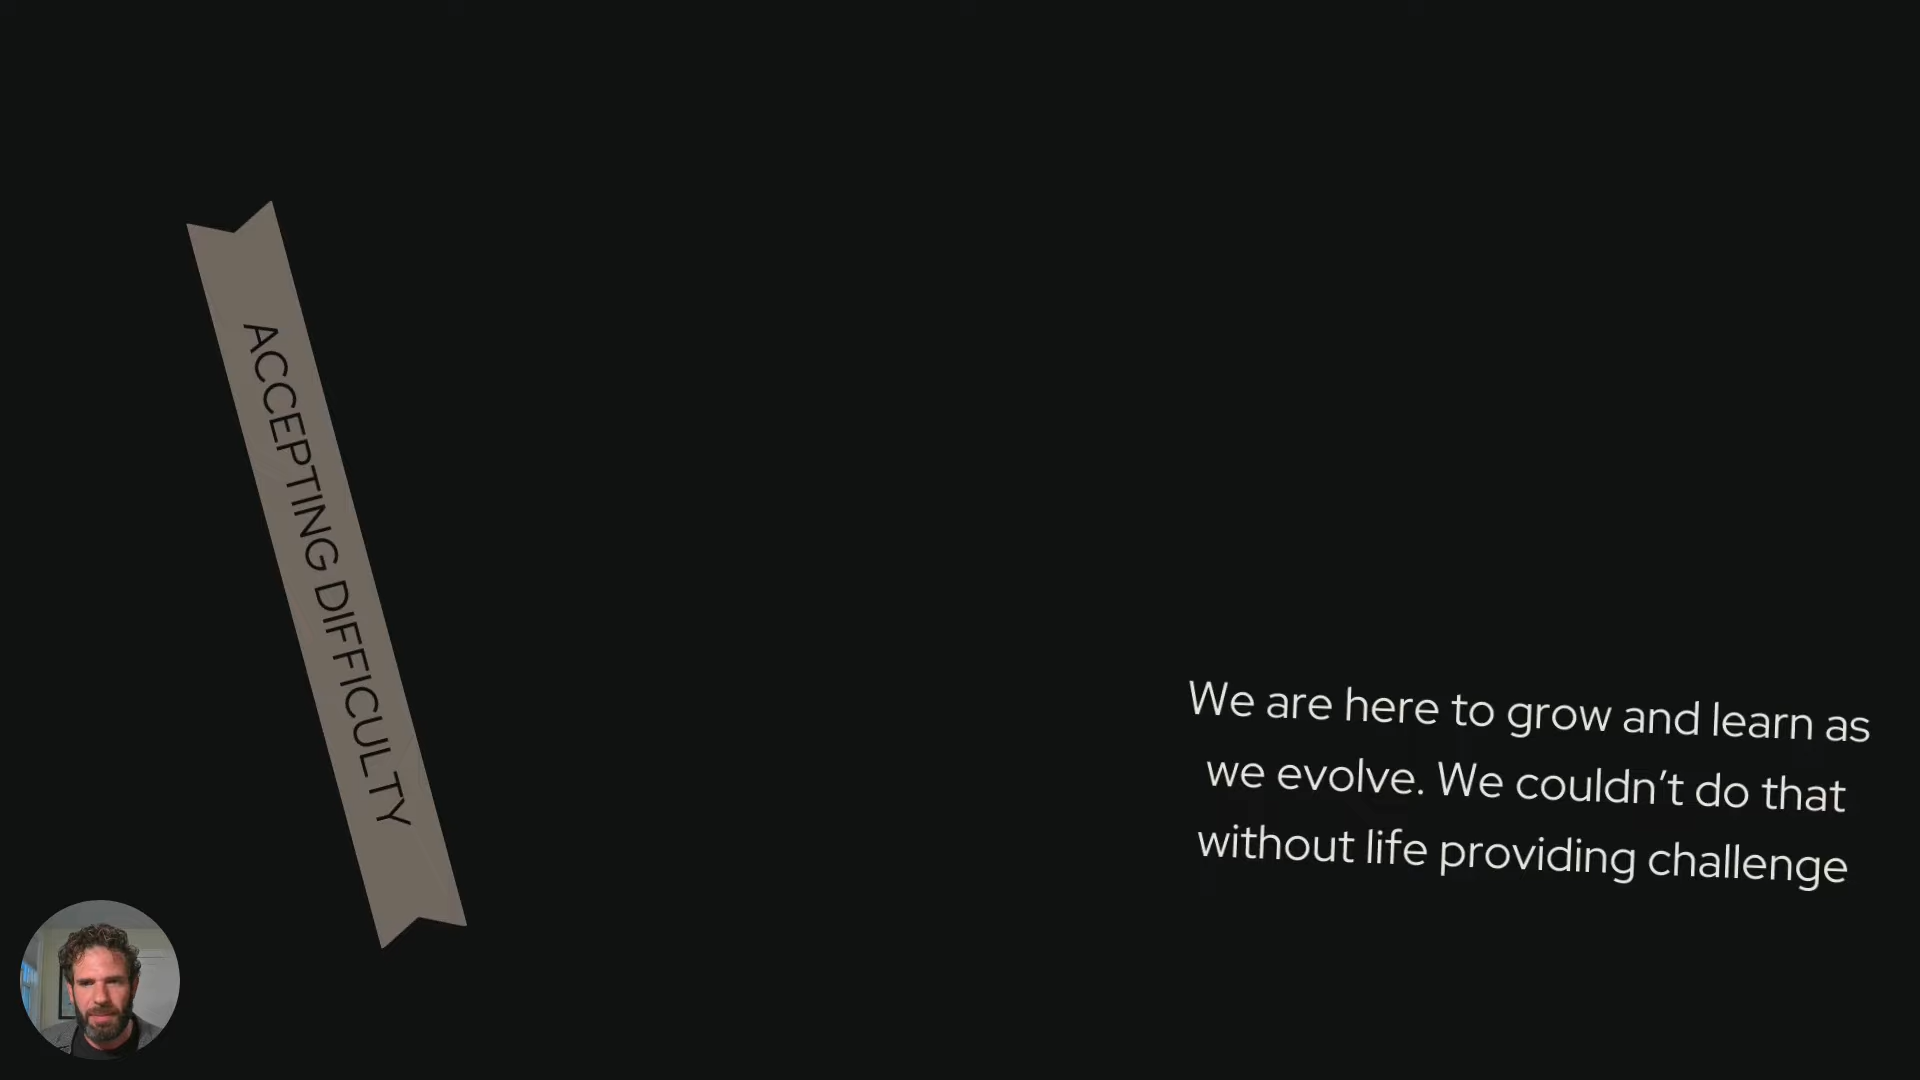 ACCEPTING DIFFICULTY
We are here to grow and learn as
we evolve. We couldn’t do that
without life providing challenge